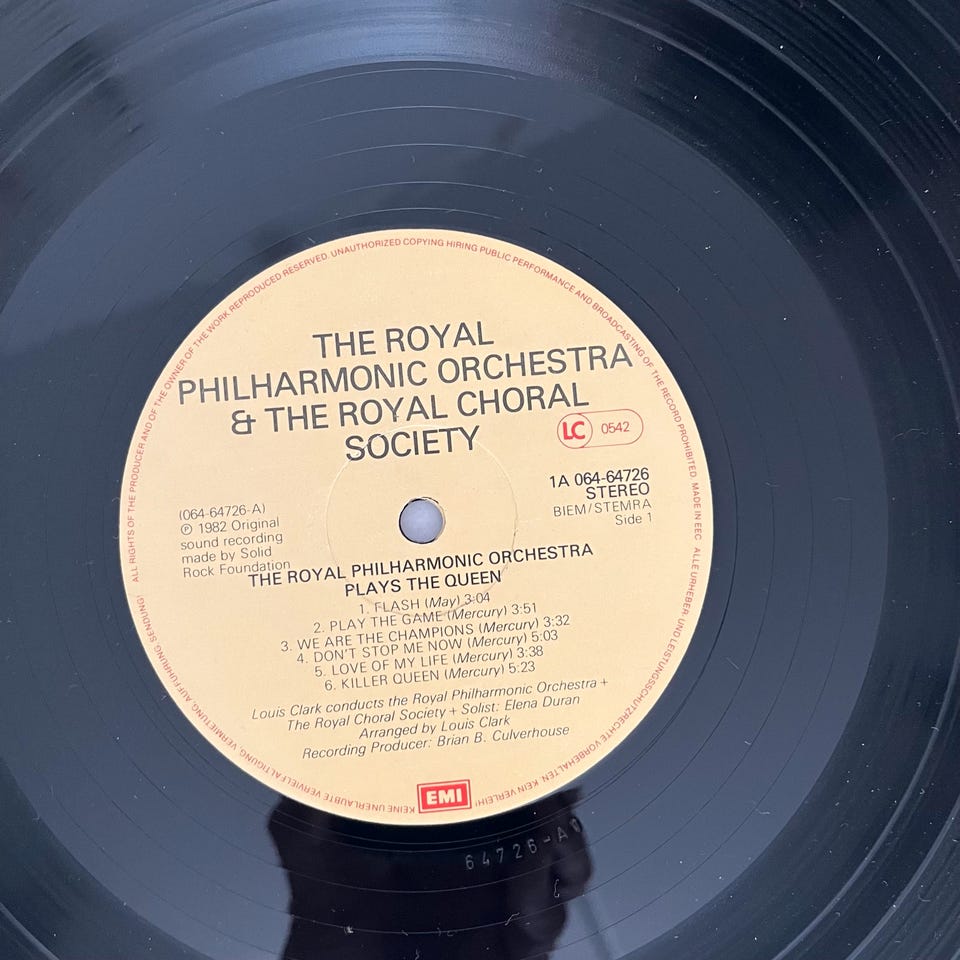 ALL RIGHTS OF THE PRODUCER AND OF THE OWNER OF THE WORK REPRODUCED RESERVED. UNAUTHORIZED COPYING HIRING PUBLIC PERFORMANCE AND BROADCASTING OF THE RECORD PROHIBITED. MADE IN EEC ALLE URHEBER- UND LEISTUNGSSCHUTZRECHTE VORBEHALTEN. KEIN VERLEIH!
KEINE UNERLAUBTE VERVIELFÄLTIGUNG, VERMIETUNG, AUFFÜHRUNG, SENDUNG!
THE ROYAL
PHILHARMONIC ORCHESTRA
& THE ROYAL CHORAL
SOCIETY
LC 0542
1A 064-64726
STEREO
BIEM/STEMRA
Side 1
(064-64726-A)
℗ 1982 Original
sound recording
made by Solid
Rock Foundation
THE ROYAL PHILHARMONIC ORCHESTRA
PLAYS THE QUEEN
1. FLASH (May) 3:04
2. PLAY THE GAME (Mercury) 3:51
3. WE ARE THE CHAMPIONS (Mercury) 3:32
4. DON'T STOP ME NOW (Mercury) 5:03
5. LOVE OF MY LIFE (Mercury) 3:38
6. KILLER QUEEN (Mercury) 5:23
Louis Clark conducts the Royal Philharmonic Orchestra +
The Royal Choral Society + Solist: Elena Duran
Arranged by Louis Clark
Recording Producer: Brian B. Culverhouse
EMI
64726-A